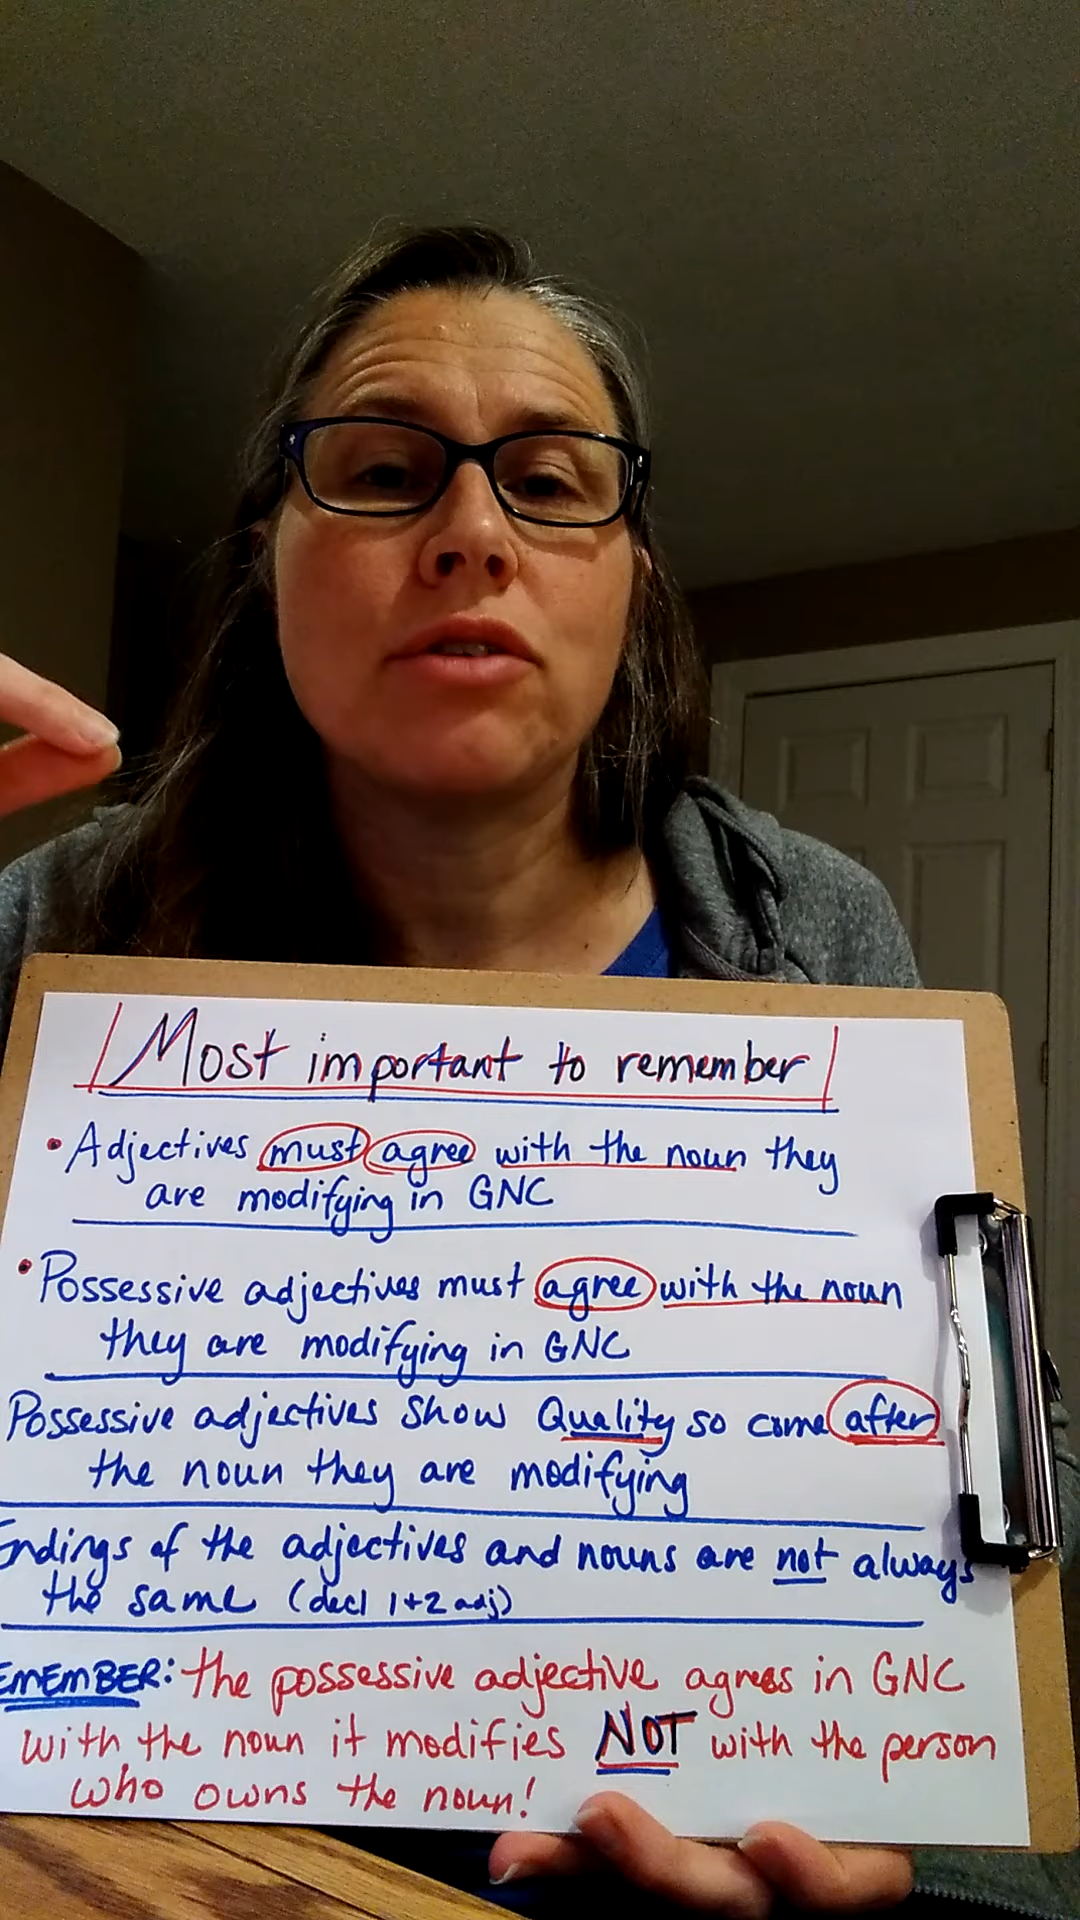 Most important to remember
• Adjectives must agree with the noun they
are modifying in GNC
• Possessive adjectives must agree with the noun
they are modifying in GNC
Possessive adjectives show Quality so come after
the noun they are modifying
Endings of the adjectives and nouns are not always
the same (decl 1+2 adj)
EMEMBER: the possessive adjective agress in GNC
with the noun it modifies NOT with the person
who owns the noun!